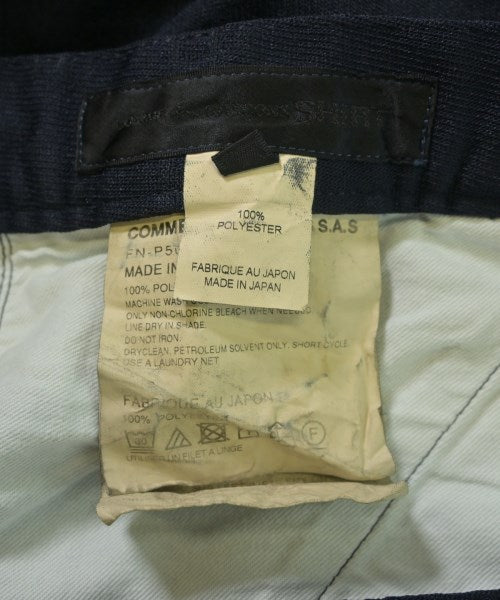 SHIRT
100%
POLYESTER
FABRIQUE AU JAPON
MADE IN JAPAN
COMME S.A.S
FN-P5
MADE IN
100% POL
MACHINE WAS
ONLY NON CHLORINE BLEACH WHEN NEEDED
LINE DRY IN SHADE.
DO NOT IRON.
DRYCLEAN, PETROLEUM SOLVENT ONLY, SHORT CYCLE.
USE A LAUNDRY NET
FABRIQUE AU JAPON
100% POLYESTER
40 F
UTILISER UN FILET A LINGE